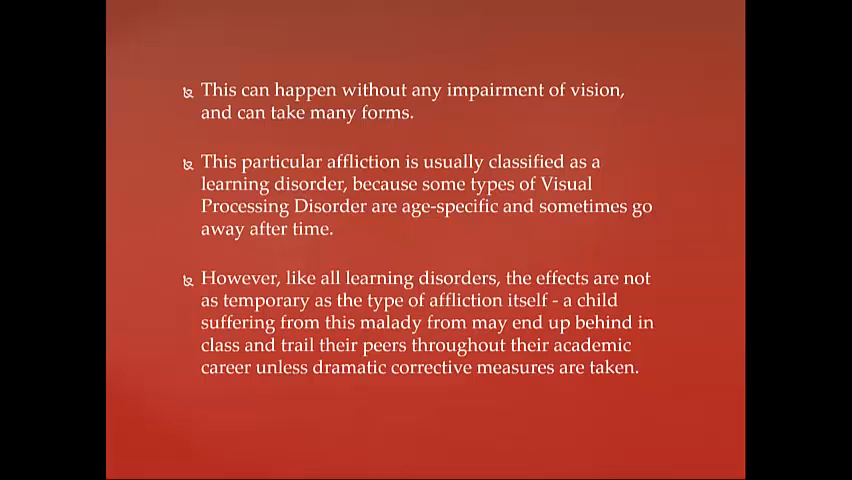 This can happen without any impairment of vision,
and can take many forms.
This particular affliction is usually classified as a
learning disorder, because some types of Visual
Processing Disorder are age-specific and sometimes go
away after time.
However, like all learning disorders, the effects are not
as temporary as the type of affliction itself - a child
suffering from this malady from may end up behind in
class and trail their peers throughout their academic
career unless dramatic corrective measures are taken.